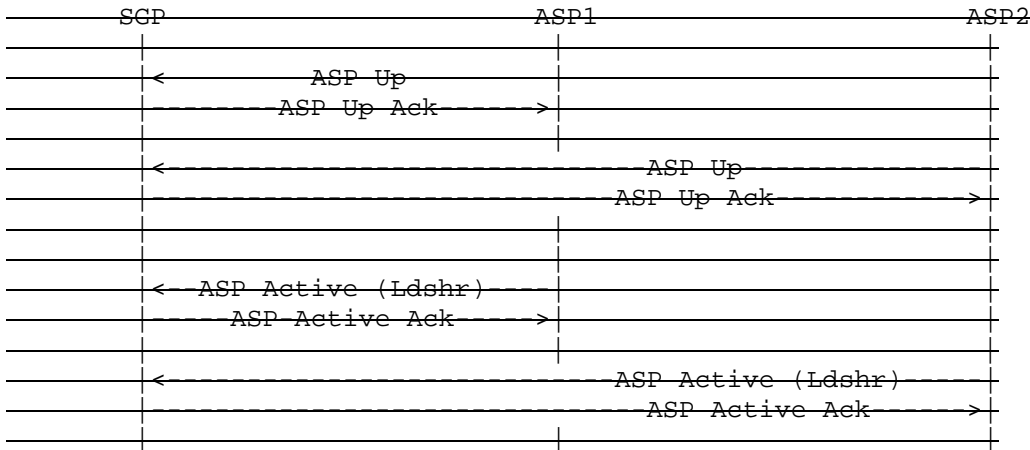 SGP ASP1 ASP2
ASP Up
ASP Up Ack
ASP Up
ASP Up Ack
ASP Active (Ldshr)
ASP-Active Ack
ASP Active (Ldshr)
ASP Active Ack